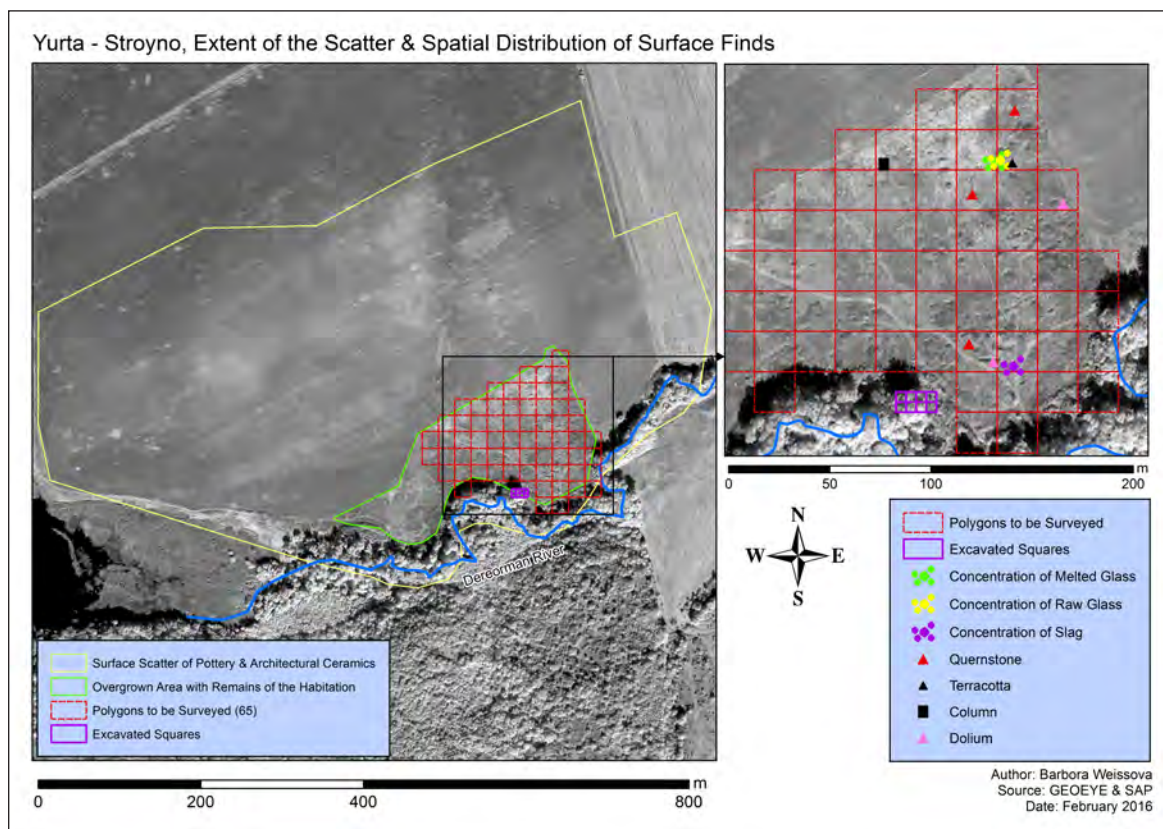 Yurta - Stroyno, Extent of the Scatter & Spatial Distribution of Surface Finds
Dereorman River
Surface Scatter of Pottery & Architectural Ceramics
Overgrown Area with Remains of the Habitation
Polygons to be Surveyed (65)
Excavated Squares
m
0 200 400 800
m
0 50 100 200
N
W E
S
Polygons to be Surveyed
Excavated Squares
Concentration of Melted Glass
Concentration of Raw Glass
Concentration of Slag
Quernstone
Terracotta
Column
Dolium
Author: Barbora Weissova
Source: GEOEYE & SAP
Date: February 2016